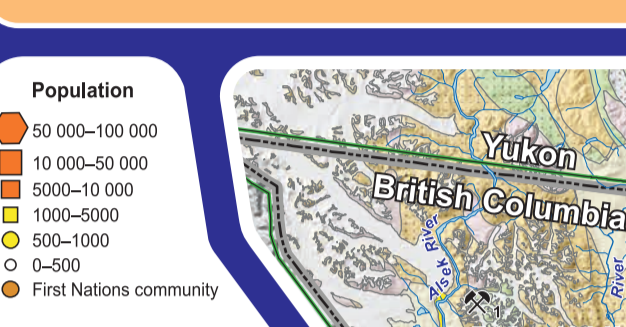 Population
50 000–100 000
10 000–50 000
5000–10 000
1000–5000
500–1000
0–500
First Nations community
Yukon
British Columbia
Alsek River
1
River